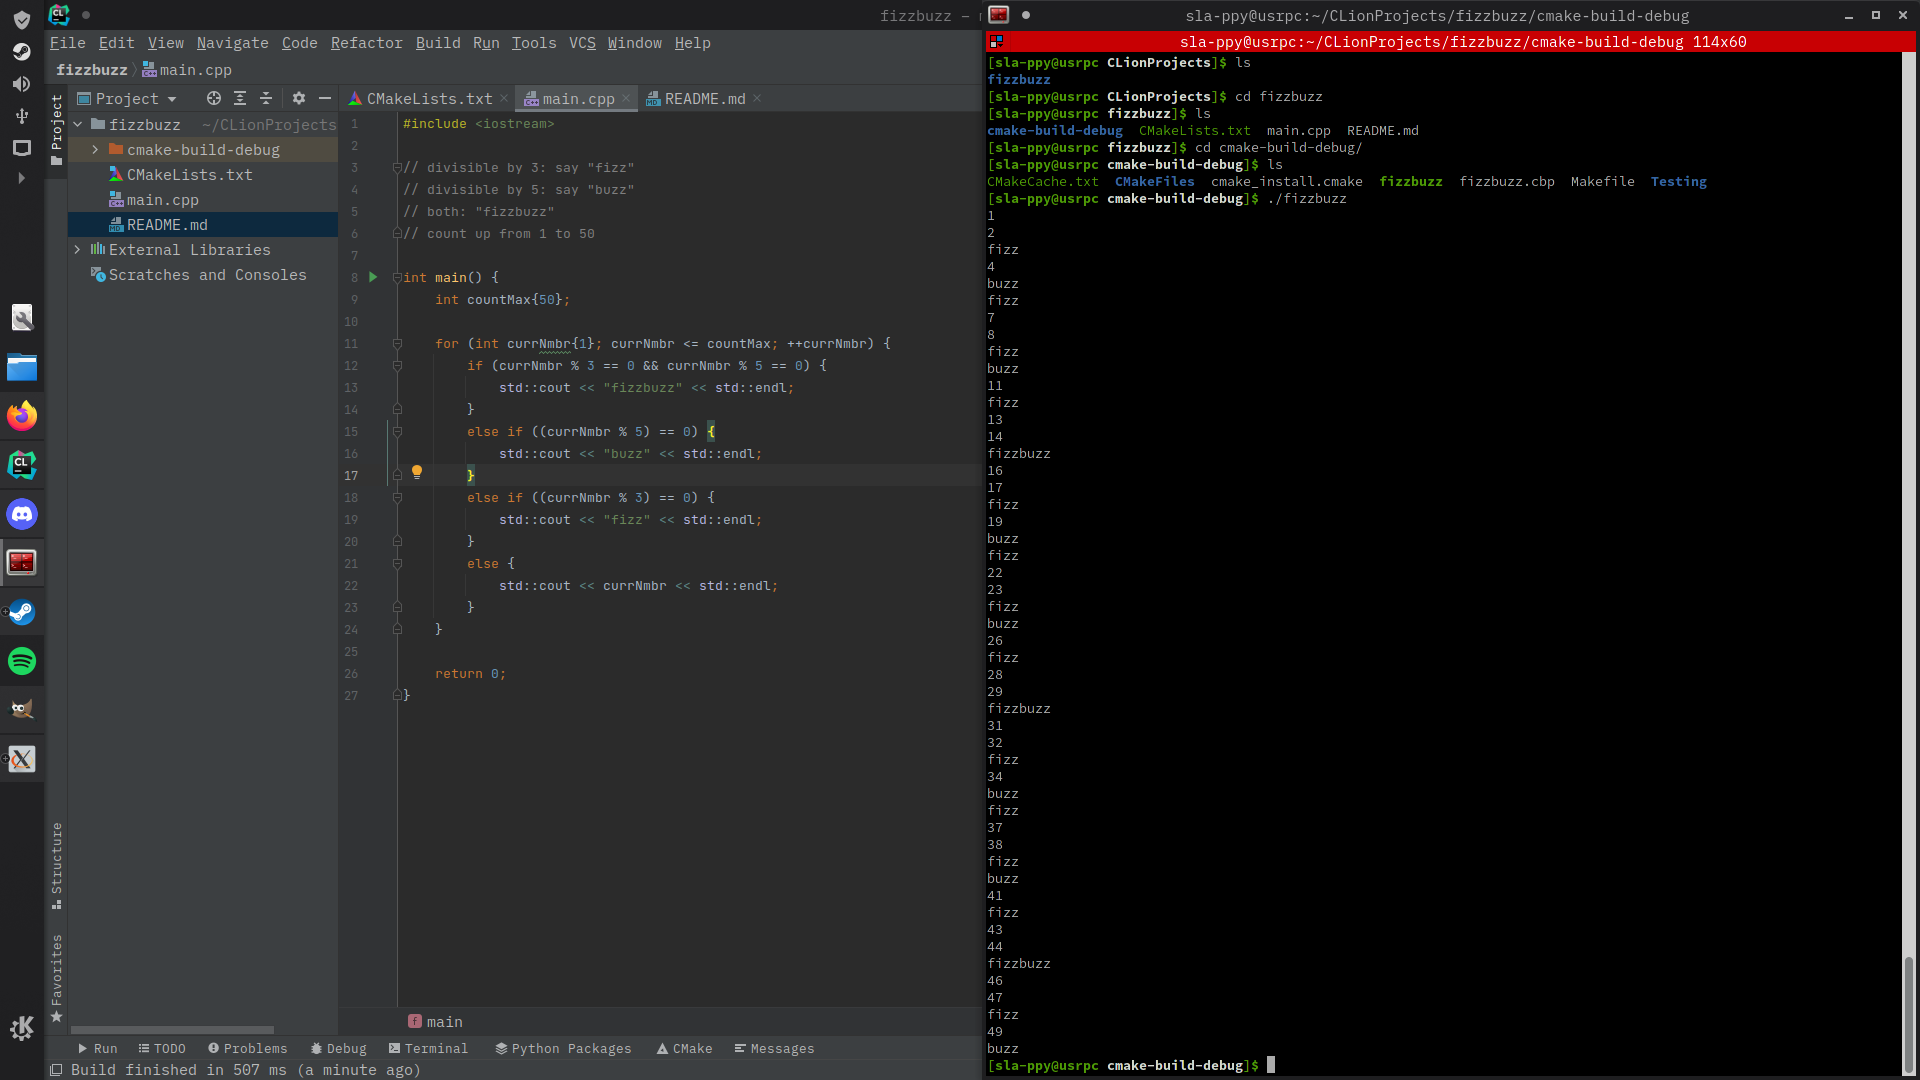 fizzbuzz –
File Edit View Navigate Code Refactor Build Run Tools VCS Window Help
fizzbuzz main.cpp
Project
Project
CMakeLists.txt main.cpp README.md
fizzbuzz ~/CLionProjects
cmake-build-debug
CMakeLists.txt
main.cpp
README.md
External Libraries
Scratches and Consoles
1 #include <iostream>
2
3 // divisible by 3: say "fizz"
4 // divisible by 5: say "buzz"
5 // both: "fizzbuzz"
6 // count up from 1 to 50
7
8 int main() {
9 int countMax{50};
10
11 for (int currNmbr{1}; currNmbr <= countMax; ++currNmbr) {
12 if (currNmbr % 3 == 0 && currNmbr % 5 == 0) {
13 std::cout << "fizzbuzz" << std::endl;
14 }
15 else if ((currNmbr % 5) == 0) {
16 std::cout << "buzz" << std::endl;
17 }
18 else if ((currNmbr % 3) == 0) {
19 std::cout << "fizz" << std::endl;
20 }
21 else {
22 std::cout << currNmbr << std::endl;
23 }
24 }
25
26 return 0;
27 }
Structure
Favorites
f main
Run TODO Problems Debug Terminal Python Packages CMake Messages
Build finished in 507 ms (a minute ago)
sla-ppy@usrpc:~/CLionProjects/fizzbuzz/cmake-build-debug
sla-ppy@usrpc:~/CLionProjects/fizzbuzz/cmake-build-debug 114x60
[sla-ppy@usrpc CLionProjects]$ ls
fizzbuzz
[sla-ppy@usrpc CLionProjects]$ cd fizzbuzz
[sla-ppy@usrpc fizzbuzz]$ ls
cmake-build-debug CMakeLists.txt main.cpp README.md
[sla-ppy@usrpc fizzbuzz]$ cd cmake-build-debug/
[sla-ppy@usrpc cmake-build-debug]$ ls
CMakeCache.txt CMakeFiles cmake_install.cmake fizzbuzz fizzbuzz.cbp Makefile Testing
[sla-ppy@usrpc cmake-build-debug]$ ./fizzbuzz
1
2
fizz
4
buzz
fizz
7
8
fizz
buzz
11
fizz
13
14
fizzbuzz
16
17
fizz
19
buzz
fizz
22
23
fizz
buzz
26
fizz
28
29
fizzbuzz
31
32
fizz
34
buzz
fizz
37
38
fizz
buzz
41
fizz
43
44
fizzbuzz
46
47
fizz
49
buzz
[sla-ppy@usrpc cmake-build-debug]$